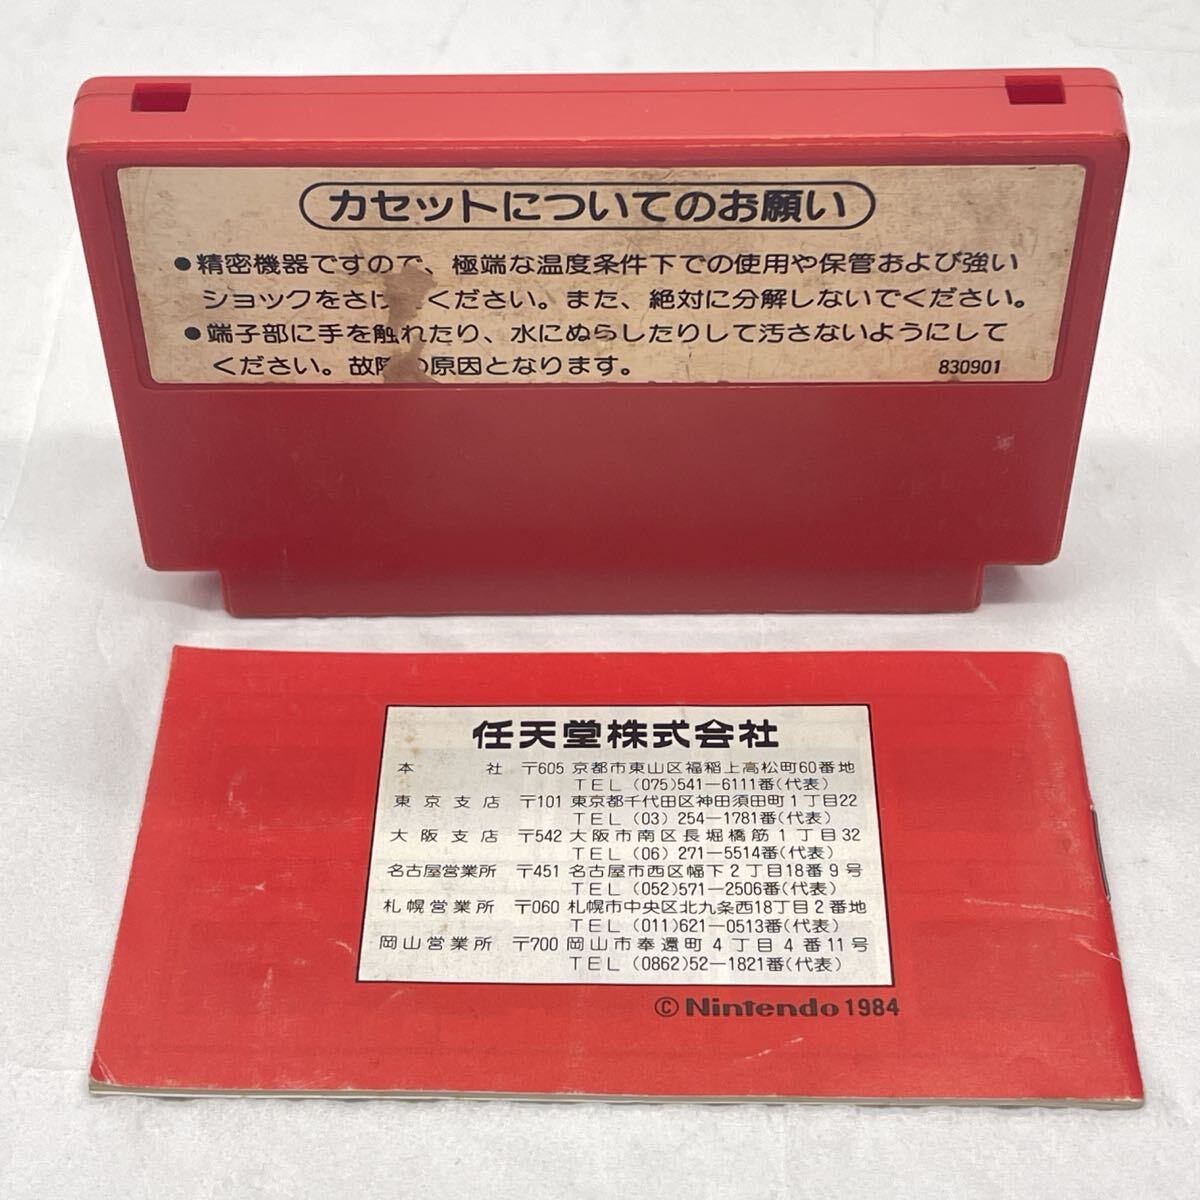 カセットについてのお願い
●精密機器ですので、極端な温度条件下での使用や保管および強い
ショックをさけ ください。また、絶対に分解しないでください。
●端子部に手を触れたり、水にぬらしたりして汚さないようにして
ください。故障の原因となります。
830901
任天堂株式会社
本社 〒605 京都市東山区福稲上高松町60番地
TEL (075)541-6111番(代表)
東京支店 〒101 東京都千代田区神田須田町1丁目22
TEL (03) 254-1781番(代表)
大阪支店 〒542 大阪市南区長堀橋筋1丁目32
TEL (06) 271-5514番(代表)
名古屋営業所 〒451 名古屋市西区幅下2丁目18番9号
TEL (052)571-2506番(代表)
札幌営業所 〒060 札幌市中央区北九条西18丁目2番地
TEL (011)621-0513番(代表)
岡山営業所 〒700 岡山市奉還町4丁目4番11号
TEL (0862)52-1821番(代表)
©Nintendo 1984